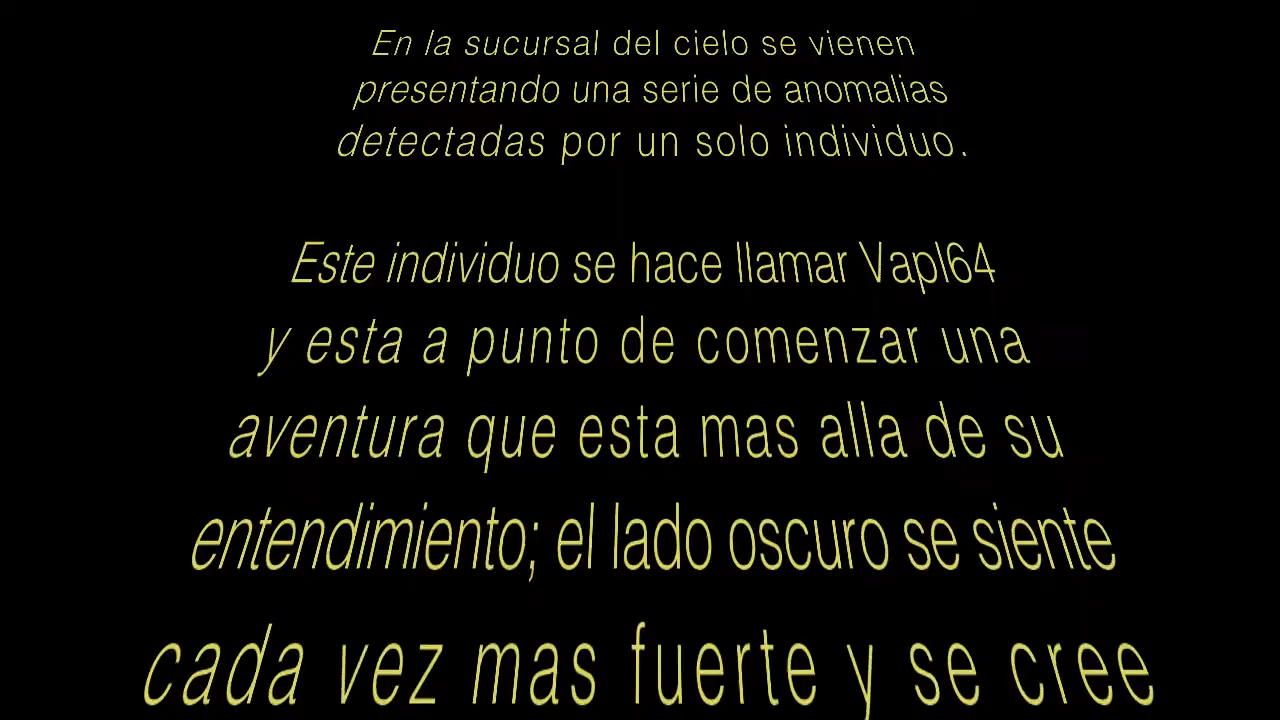 En la sucursal del cielo se vienen
presentando una serie de anomalias
detectadas por un solo individuo.
Este individuo se hace llamar Vapl64
y esta a punto de comenzar una
aventura que esta mas alla de su
entendimiento; el lado oscuro se siente
cada vez mas fuerte y se cree